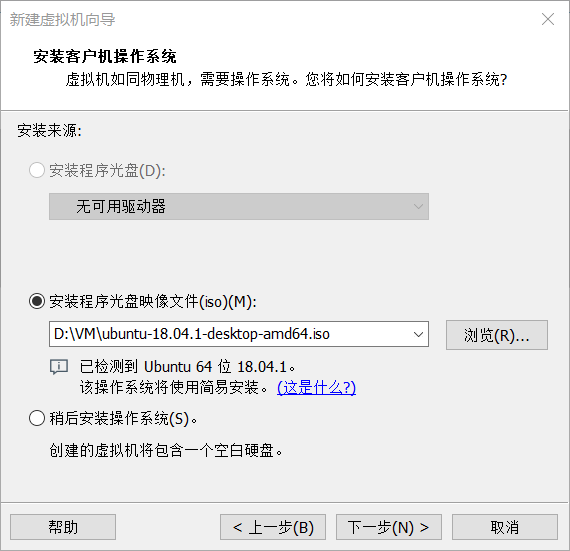 新建虚拟机向导
安装客户机操作系统
虚拟机如同物理机，需要操作系统。您将如何安装客户机操作系统?
安装来源:
安装程序光盘(D):
无可用驱动器
安装程序光盘映像文件(iso)(M):
D:\VM\ubuntu-18.04.1-desktop-amd64.iso
浏览(R)...
已检测到 Ubuntu 64 位 18.04.1。
该操作系统将使用简易安装。(这是什么?)
稍后安装操作系统(S)。
创建的虚拟机将包含一个空白硬盘。
帮助
< 上一步(B)
下一步(N) >
取消